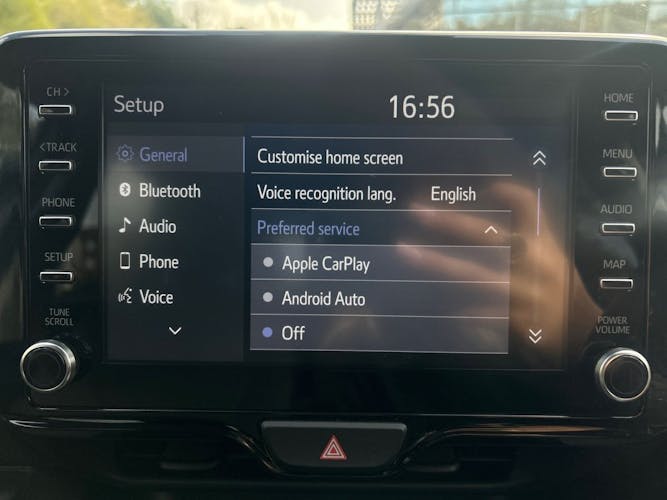 CH >
<TRACK
PHONE
SETUP
TUNE
SCROLL
Setup
16:56
General
Bluetooth
Audio
Phone
Voice
Customise home screen
Voice recognition lang. English
Preferred service
Apple CarPlay
Android Auto
Off
HOME
MENU
AUDIO
MAP
POWER
VOLUME